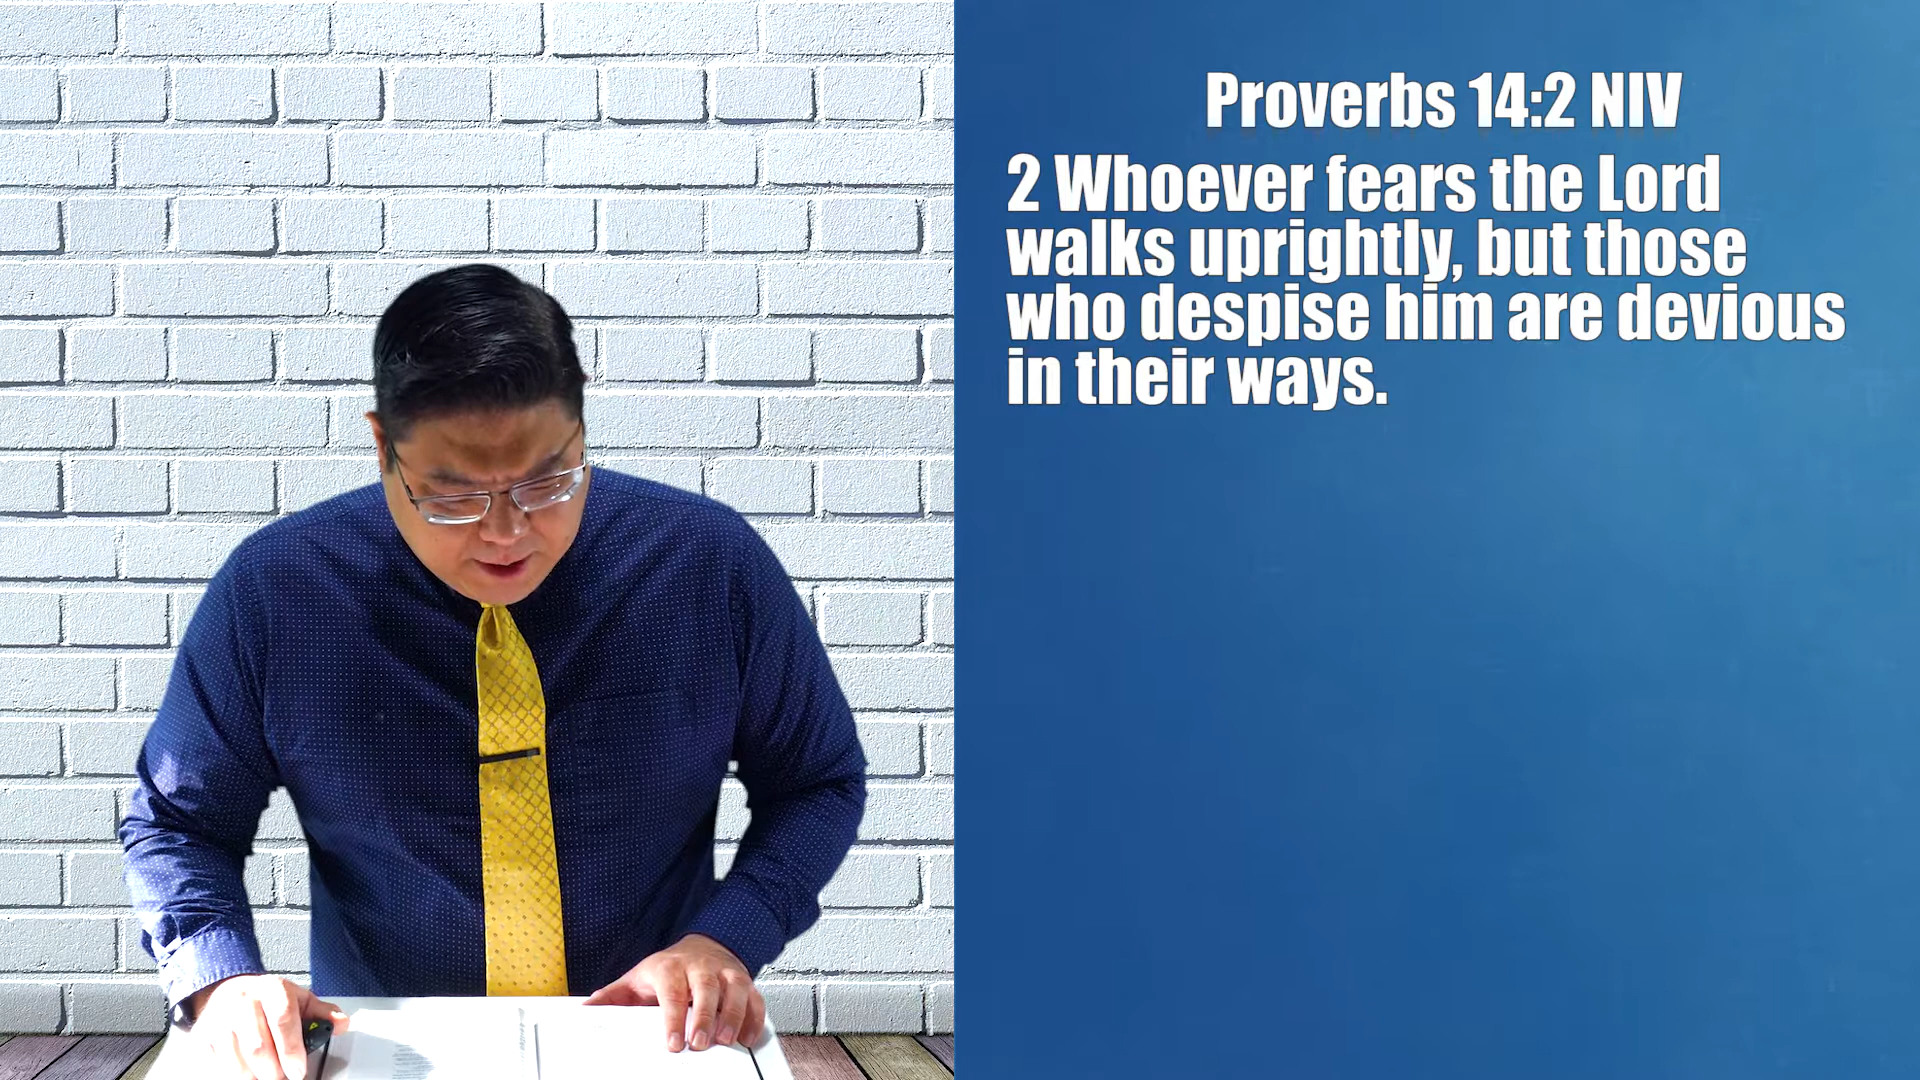 Proverbs 14:2 NIV
2 Whoever fears the Lord
walks uprightly, but those
who despise him are devious
in their ways.